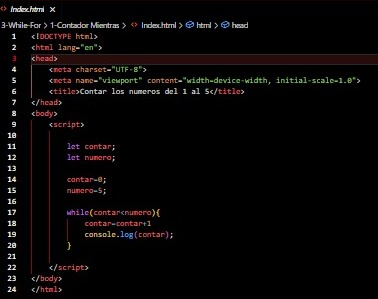 Index.html
3-While-For > 1-Contador Mientras > Index.html > html > head
1 <!DOCTYPE html>
2 <html lang="en">
3 <head>
4 <meta charset="UTF-8">
5 <meta name="viewport" content="width=device-width, initial-scale=1.0">
6 <title>Contar los numeros del 1 al 5</title>
7 </head>
8 <body>
9 <script>
10
11 let contar;
12 let numero;
13
14 contar=0;
15 numero=5;
16
17 while(contar<numero){
18 contar=contar+1
19 console.log(contar);
20 }
21
22 </script>
23 </body>
24 </html>